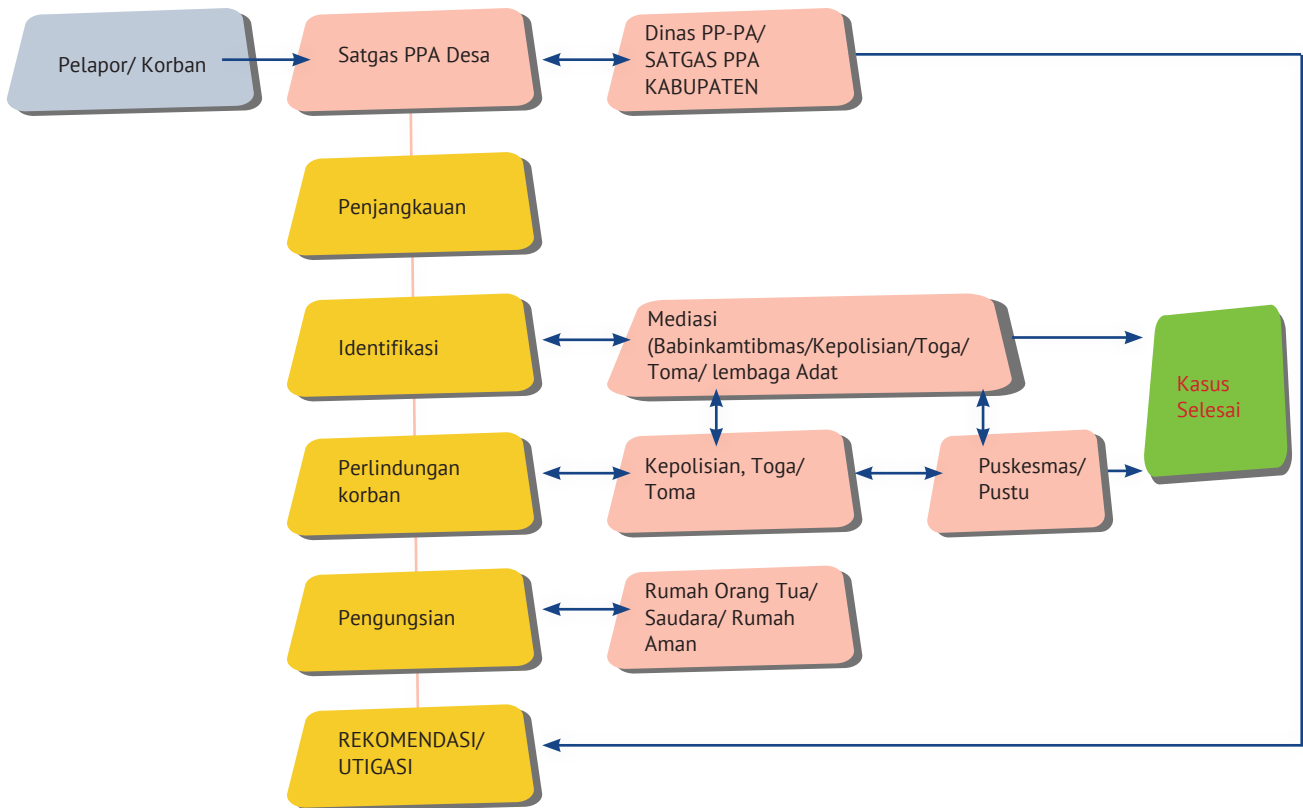 Pelapor/ Korban
Satgas PPA Desa
Dinas PP-PA/
SATGAS PPA
KABUPATEN
Penjangkauan
Identifikasi
Mediasi
(Babinkamtibmas/Kepolisian/Toga/
Toma/ lembaga Adat
Kasus
Selesai
Perlindungan
korban
Kepolisian, Toga/
Toma
Puskesmas/
Pustu
Pengungsian
Rumah Orang Tua/
Saudara/ Rumah
Aman
REKOMENDASI/
UTIGASI